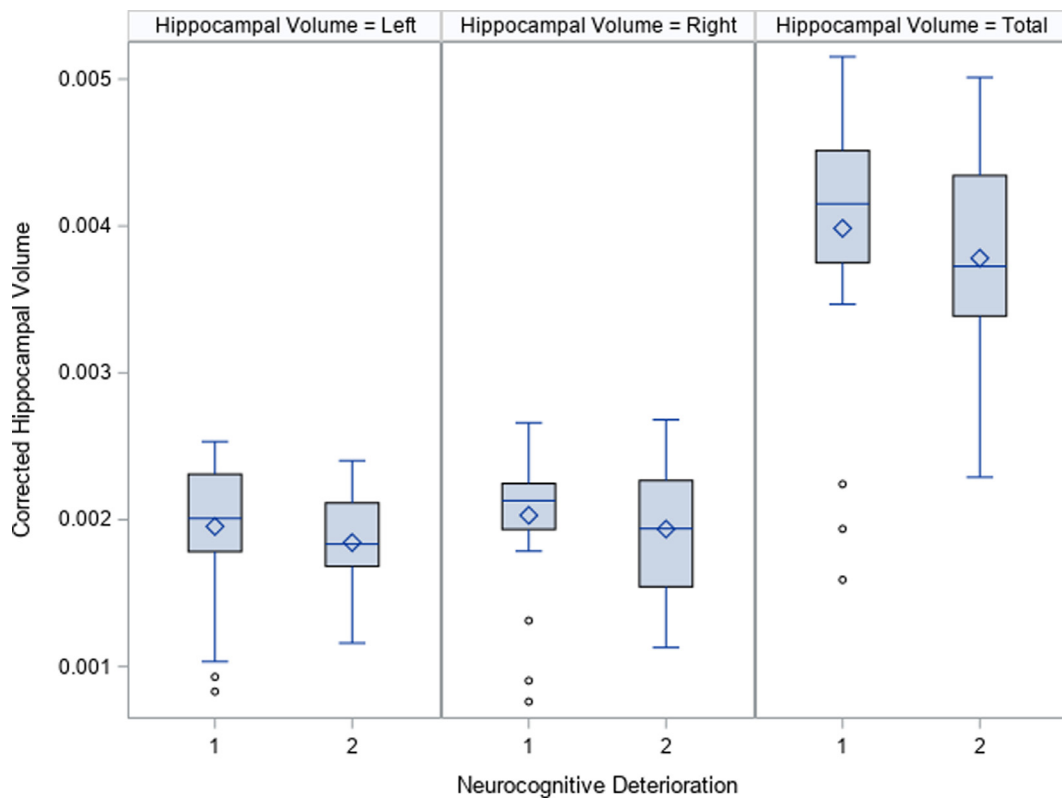 Hippocampal Volume = Left
Hippocampal Volume = Right
Hippocampal Volume = Total
Corrected Hippocampal Volume
0.005
0.004
0.003
0.002
0.001
1
2
1
2
1
2
Neurocognitive Deterioration